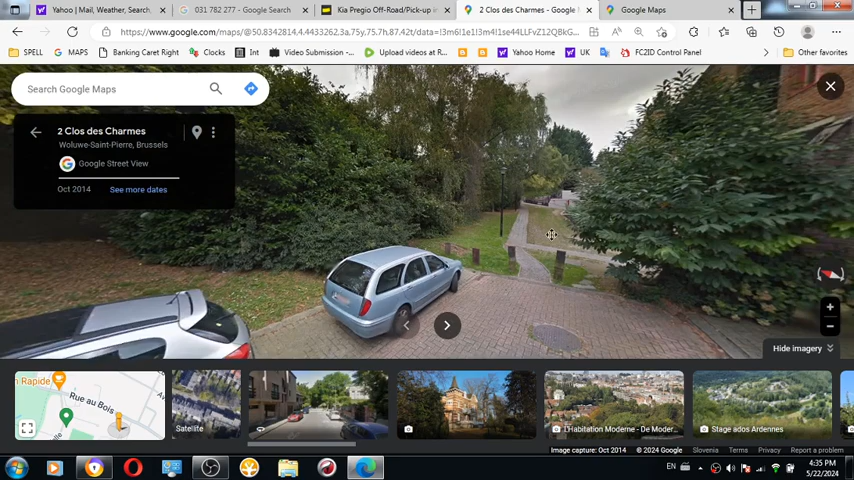 Yahoo | Mail, Weather, Search,
031 782 277 - Google Search
Kia Pregio Off-Road/Pick-up in
2 Clos des Charmes - Google
Google Maps
https://www.google.com/maps/@50.8342814,4.4433262,3a,75y,75h,87.42t/data=!3m6!1e1!3m4!1se44LLFvZ12QBkG...
SPELL
MAPS
Banking Caret Right
Clocts
Video Submission -...
Upload videos at R...
Yahoo Home
UK
FC2ID Control Panel
Other favorites
Search Google Maps
2 Clos des Charmes
Woluwe-Saint-Pierre, Brussels
Google Street View
Oct 2014
See more dates
Hide imagery
n Rapide
Rue au Bois
Satellite
L'Habitation Moderne - De Moder...
Stage ados Ardennes
Image capture: Oct 2014
© 2024 Google
Slovenia
Terms
Privacy
Report a problem
EN
4:35 PM
5/22/2024